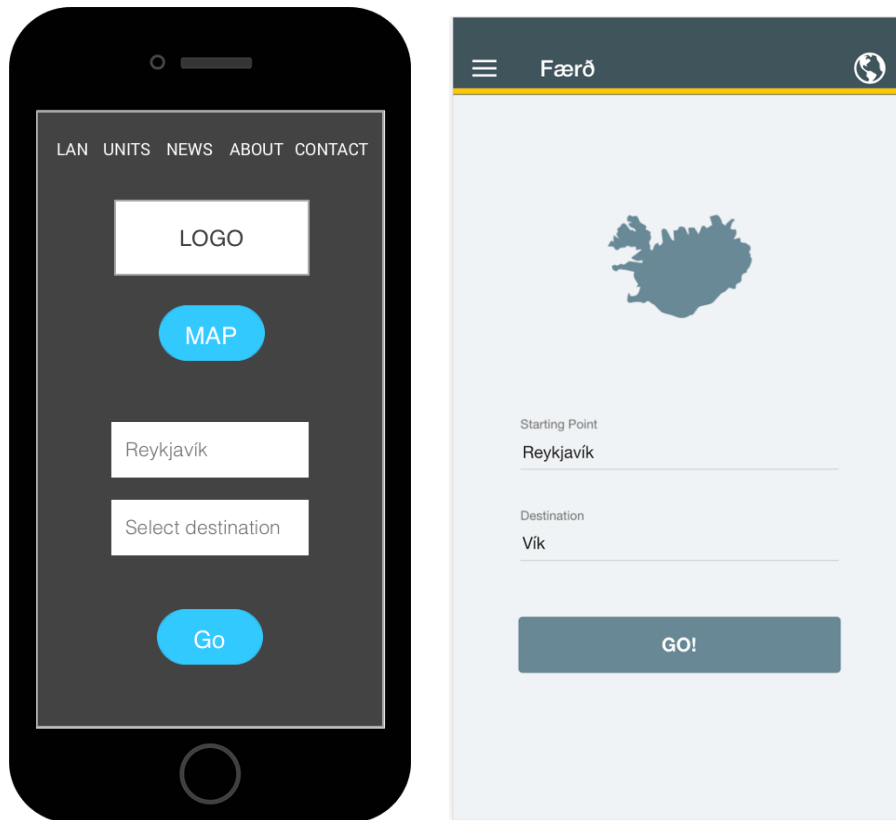 LAN UNITS NEWS ABOUT CONTACT
LOGO
MAP
Reykjavík
Select destination
Go
Færð
Starting Point
Reykjavík
Destination
Vík
GO!